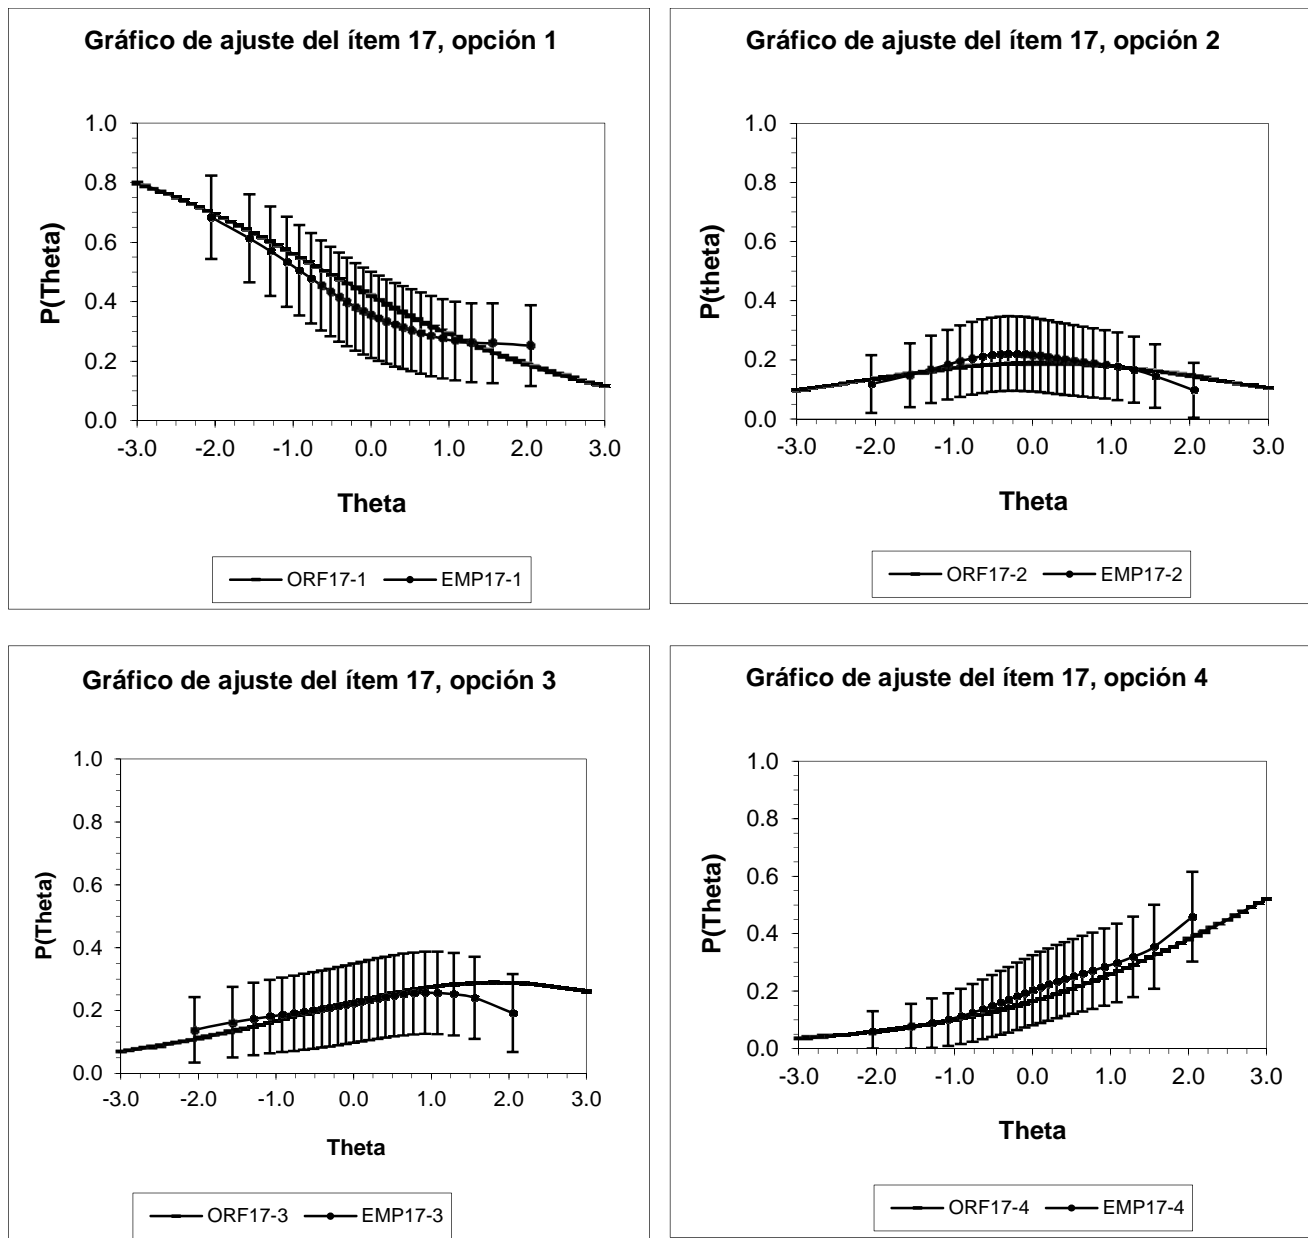 Gráfico de ajuste del ítem 17, opción 1
1.0
0.8
0.6
0.4
0.2
0.0
P(Theta)
-3.0 -2.0 -1.0 0.0 1.0 2.0 3.0
Theta
ORF17-1 EMP17-1
Gráfico de ajuste del ítem 17, opción 2
1.0
0.8
0.6
0.4
0.2
0.0
P(theta)
-3.0 -2.0 -1.0 0.0 1.0 2.0 3.0
Theta
ORF17-2 EMP17-2
Gráfico de ajuste del ítem 17, opción 3
1.0
0.8
0.6
0.4
0.2
0.0
P(Theta)
-3.0 -2.0 -1.0 0.0 1.0 2.0 3.0
Theta
ORF17-3 EMP17-3
Gráfico de ajuste del ítem 17, opción 4
1.0
0.8
0.6
0.4
0.2
0.0
P(Theta)
-3.0 -2.0 -1.0 0.0 1.0 2.0 3.0
Theta
ORF17-4 EMP17-4